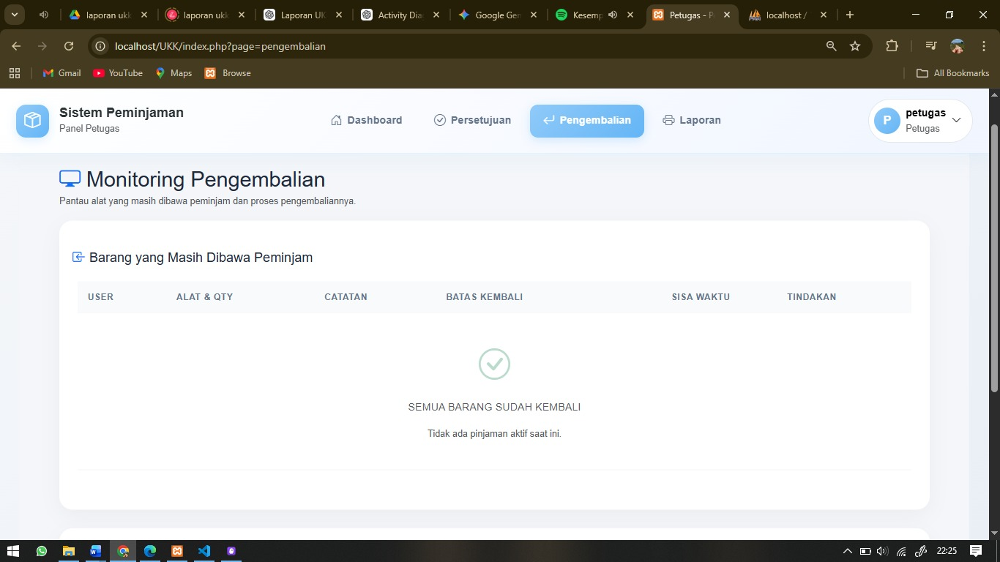 laporan ukk
laporan ukk
Laporan UK
Activity Dia
Google Gen
Kesemp
Petugas - P
localhost /
localhost/UKK/index.php?page=pengembalian
Gmail
YouTube
Maps
Browse
All Bookmarks
Sistem Peminjaman
Panel Petugas
Dashboard
Persetujuan
Pengembalian
Laporan
P
petugas
Petugas
Monitoring Pengembalian
Pantau alat yang masih dibawa peminjam dan proses pengembaliannya.
Barang yang Masih Dibawa Peminjam
USER ALAT & QTY CATATAN BATAS KEMBALI SISA WAKTU TINDAKAN
SEMUA BARANG SUDAH KEMBALI
Tidak ada pinjaman aktif saat ini.
22:25